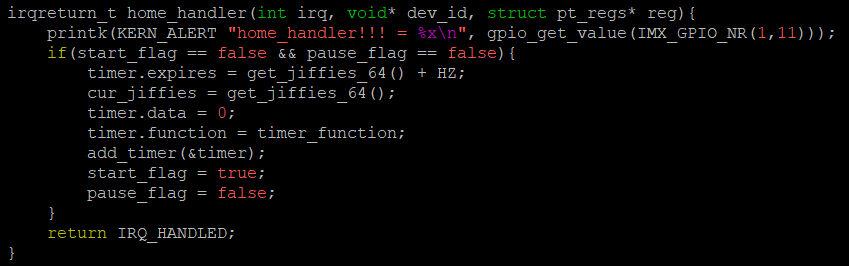 irqreturn_t home_handler(int irq, void* dev_id, struct pt_regs* reg){
    printk(KERN_ALERT "home_handler!!! = %x\n", gpio_get_value(IMX_GPIO_NR(1,11)));
    if(start_flag == false && pause_flag == false){
        timer.expires = get_jiffies_64() + HZ;
        cur_jiffies = get_jiffies_64();
        timer.data = 0;
        timer.function = timer_function;
        add_timer(&timer);
        start_flag = true;
        pause_flag = false;
    }
    return IRQ_HANDLED;
}